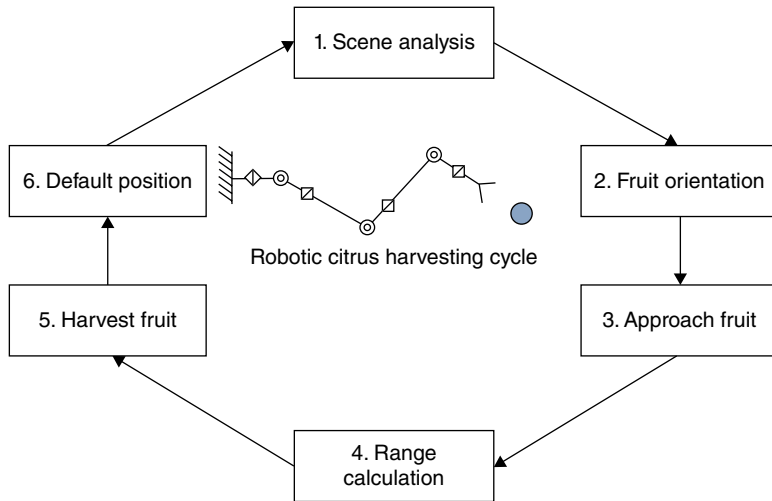 1. Scene analysis
2. Fruit orientation
3. Approach fruit
4. Range
calculation
5. Harvest fruit
6. Default position
Robotic citrus harvesting cycle